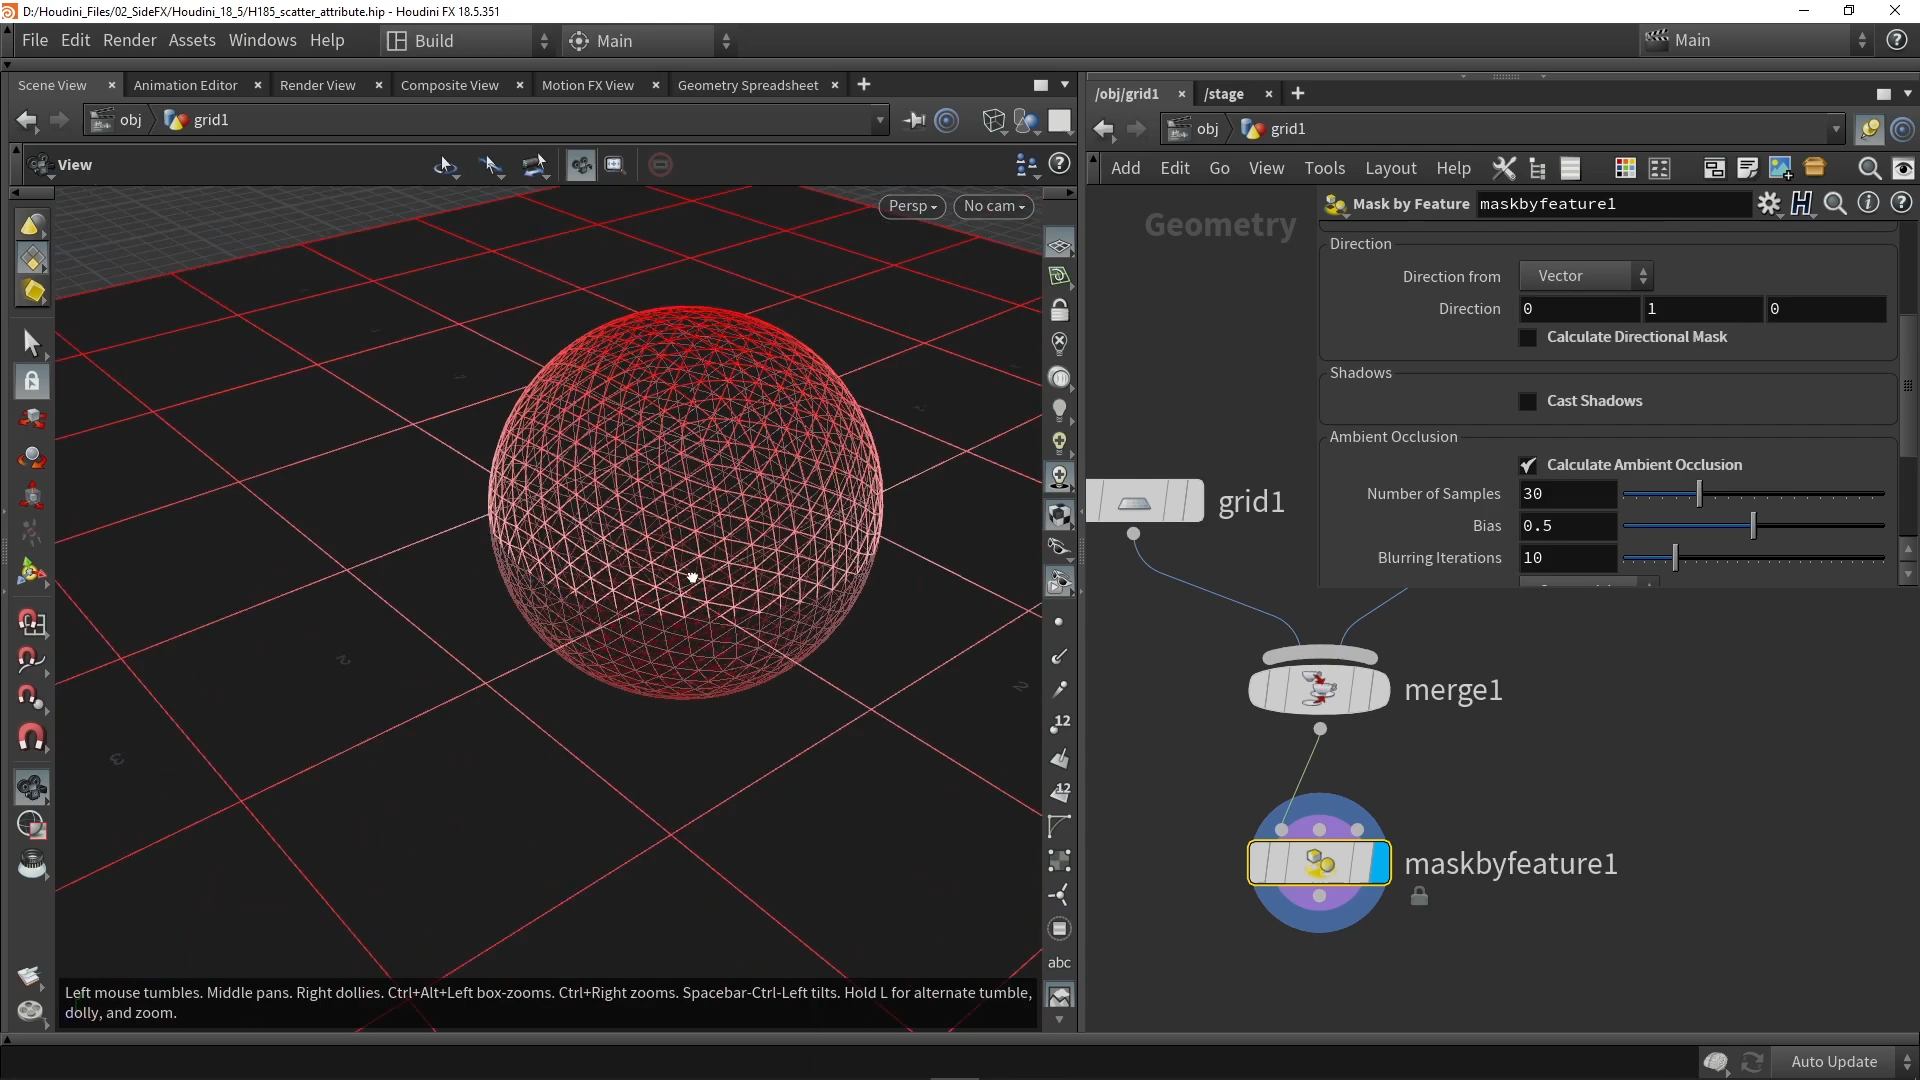 D:/Houdini_Files/02_SideFX/Houdini_18_5/H185_scatter_attribute.hip - Houdini FX 18.5.351
File Edit Render Assets Windows Help Build Main Main
Scene View Animation Editor Render View Composite View Motion FX View Geometry Spreadsheet
obj grid1
View
Persp No cam
2
3
2
12
12
abc
Left mouse tumbles. Middle pans. Right dollies. Ctrl+Alt+Left box-zooms. Ctrl+Right zooms. Spacebar-Ctrl-Left tilts. Hold L for alternate tumble,
dolly, and zoom.
/obj/grid1 /stage
obj grid1
Add Edit Go View Tools Layout Help
Geometry
Mask by Feature maskbyfeature1
Direction
Direction from Vector
Direction 0 1 0
Calculate Directional Mask
Shadows
Cast Shadows
Ambient Occlusion
Calculate Ambient Occlusion
Number of Samples 30
Bias 0.5
Blurring Iterations 10
grid1
merge1
maskbyfeature1
Auto Update